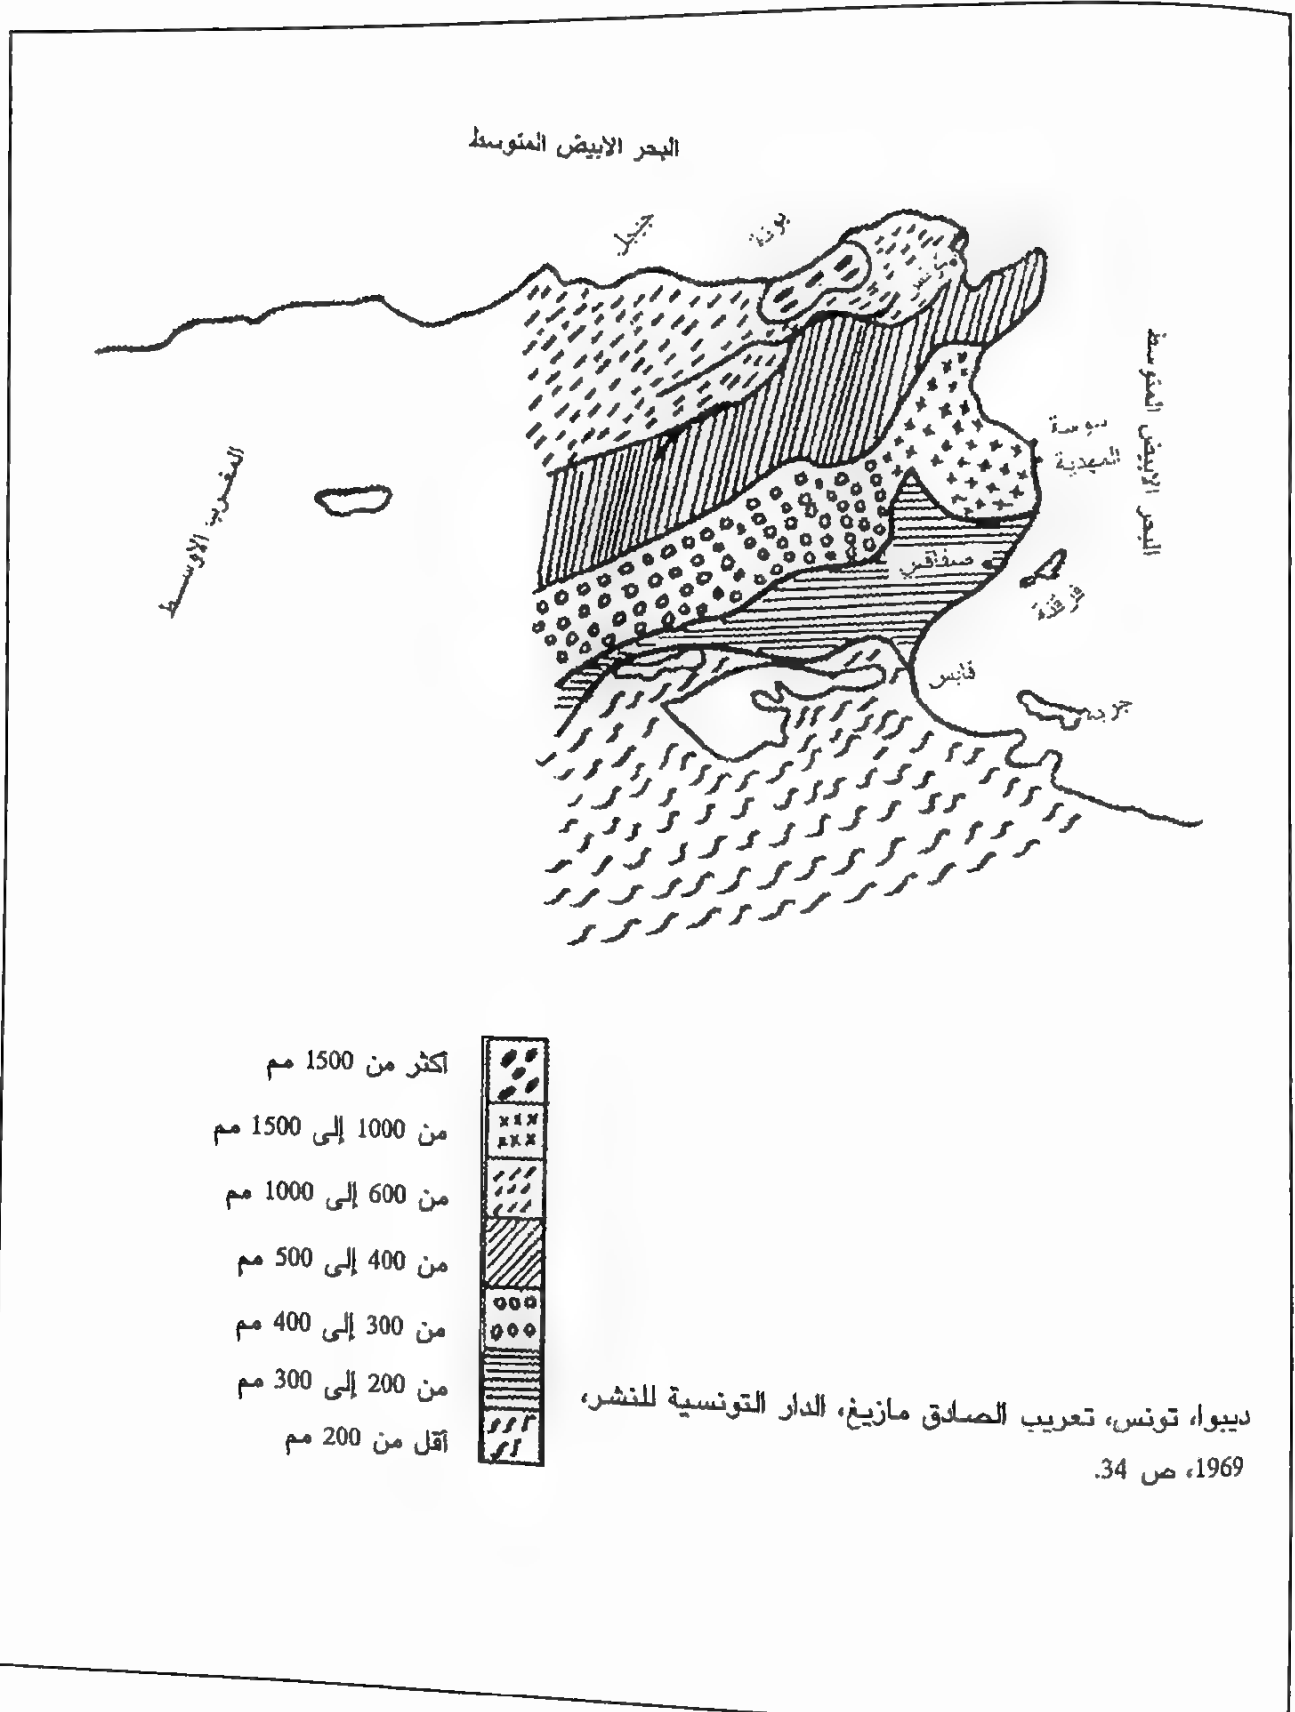 البحر الابيض المتوسط
جيجل
بونة
تونس
البحر الابيض المتوسط
سوسة
المهدية
المغرب الأوسط
صفاقس
قرقنة
قابس
جربة
أكثر من 1500 مم
من 1000 إلى 1500 مم
من 600 إلى 1000 مم
من 400 إلى 500 مم
من 300 إلى 400 مم
من 200 إلى 300 مم
أقل من 200 مم
ديبوا، تونس، تعريب الصادق مازيغ، الدار التونسية للنشر،
1969، ص 34.